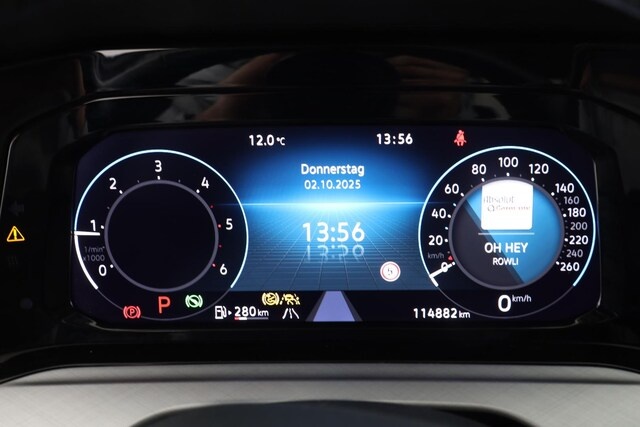 12.0 °C
13:56
Donnerstag
02.10.2025
13:56
0
1
2
3
4
5
6
1/min
x1000
0
20
40
60
80
100
120
140
160
180
200
220
240
260
km/h
absolut
OH HEY
ROWLI
0 km/h
P
280 km
114882 km